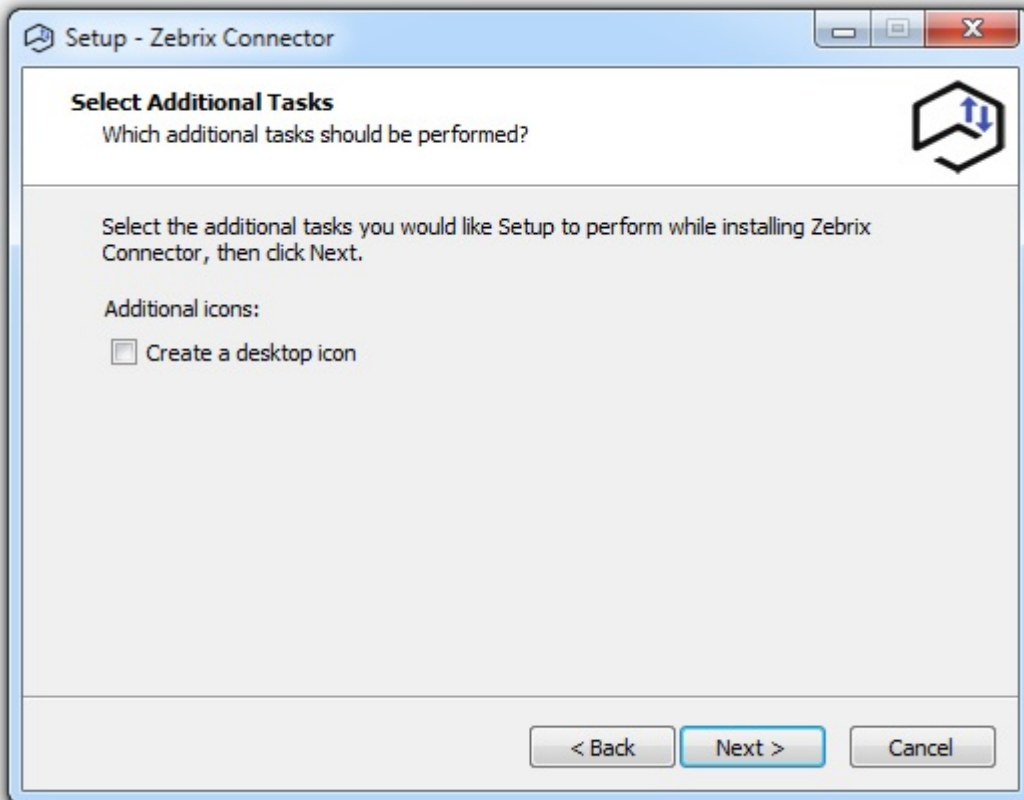 Setup - Zebrix Connector
Select Additional Tasks
Which additional tasks should be performed?
Select the additional tasks you would like Setup to perform while installing Zebrix
Connector, then click Next.
Additional icons:
Create a desktop icon
< Back
Next >
Cancel